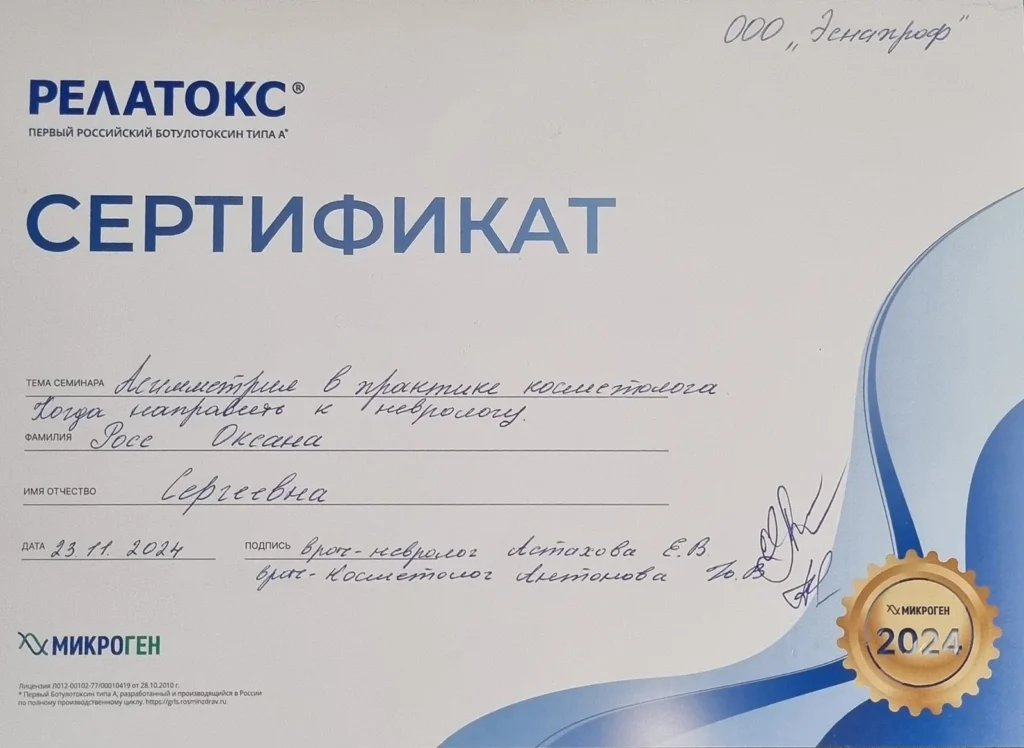 ООО „Эснапроф"
РЕЛАТОКС®
ПЕРВЫЙ РОССИЙСКИЙ БОТУЛОТОКСИН ТИПА А*
СЕРТИФИКАТ
ТЕМА СЕМИНАРА Асимметрия в практике косметолога.
Когда направить к неврологу.
ФАМИЛИЯ Росс Оксана
ИМЯ ОТЧЕСТВО Сергеевна
ДАТА 23.11.2024 ПОДПИСЬ врач-невролог Астахова Е.В.
врач-Косметолог Антонова Ю.В
МИКРОГЕН
2024
МИКРОГЕН
Лицензия Л012-00102-77/00010419 от 28.10.2010 г.
* Первый Ботулотоксин типа А, разработанный и производящийся в России
по полному производственному циклу. https://grls.rosminzdrav.ru